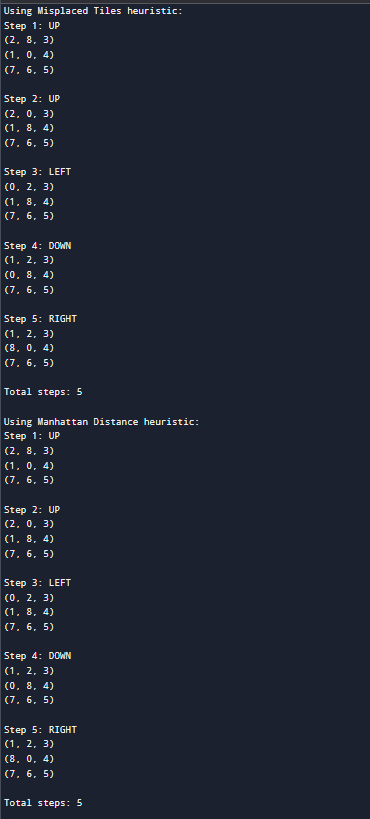 Using Misplaced Tiles heuristic:
Step 1: UP
(2, 8, 3)
(1, 0, 4)
(7, 6, 5)
Step 2: UP
(2, 0, 3)
(1, 8, 4)
(7, 6, 5)
Step 3: LEFT
(0, 2, 3)
(1, 8, 4)
(7, 6, 5)
Step 4: DOWN
(1, 2, 3)
(0, 8, 4)
(7, 6, 5)
Step 5: RIGHT
(1, 2, 3)
(8, 0, 4)
(7, 6, 5)
Total steps: 5
Using Manhattan Distance heuristic:
Step 1: UP
(2, 8, 3)
(1, 0, 4)
(7, 6, 5)
Step 2: UP
(2, 0, 3)
(1, 8, 4)
(7, 6, 5)
Step 3: LEFT
(0, 2, 3)
(1, 8, 4)
(7, 6, 5)
Step 4: DOWN
(1, 2, 3)
(0, 8, 4)
(7, 6, 5)
Step 5: RIGHT
(1, 2, 3)
(8, 0, 4)
(7, 6, 5)
Total steps: 5